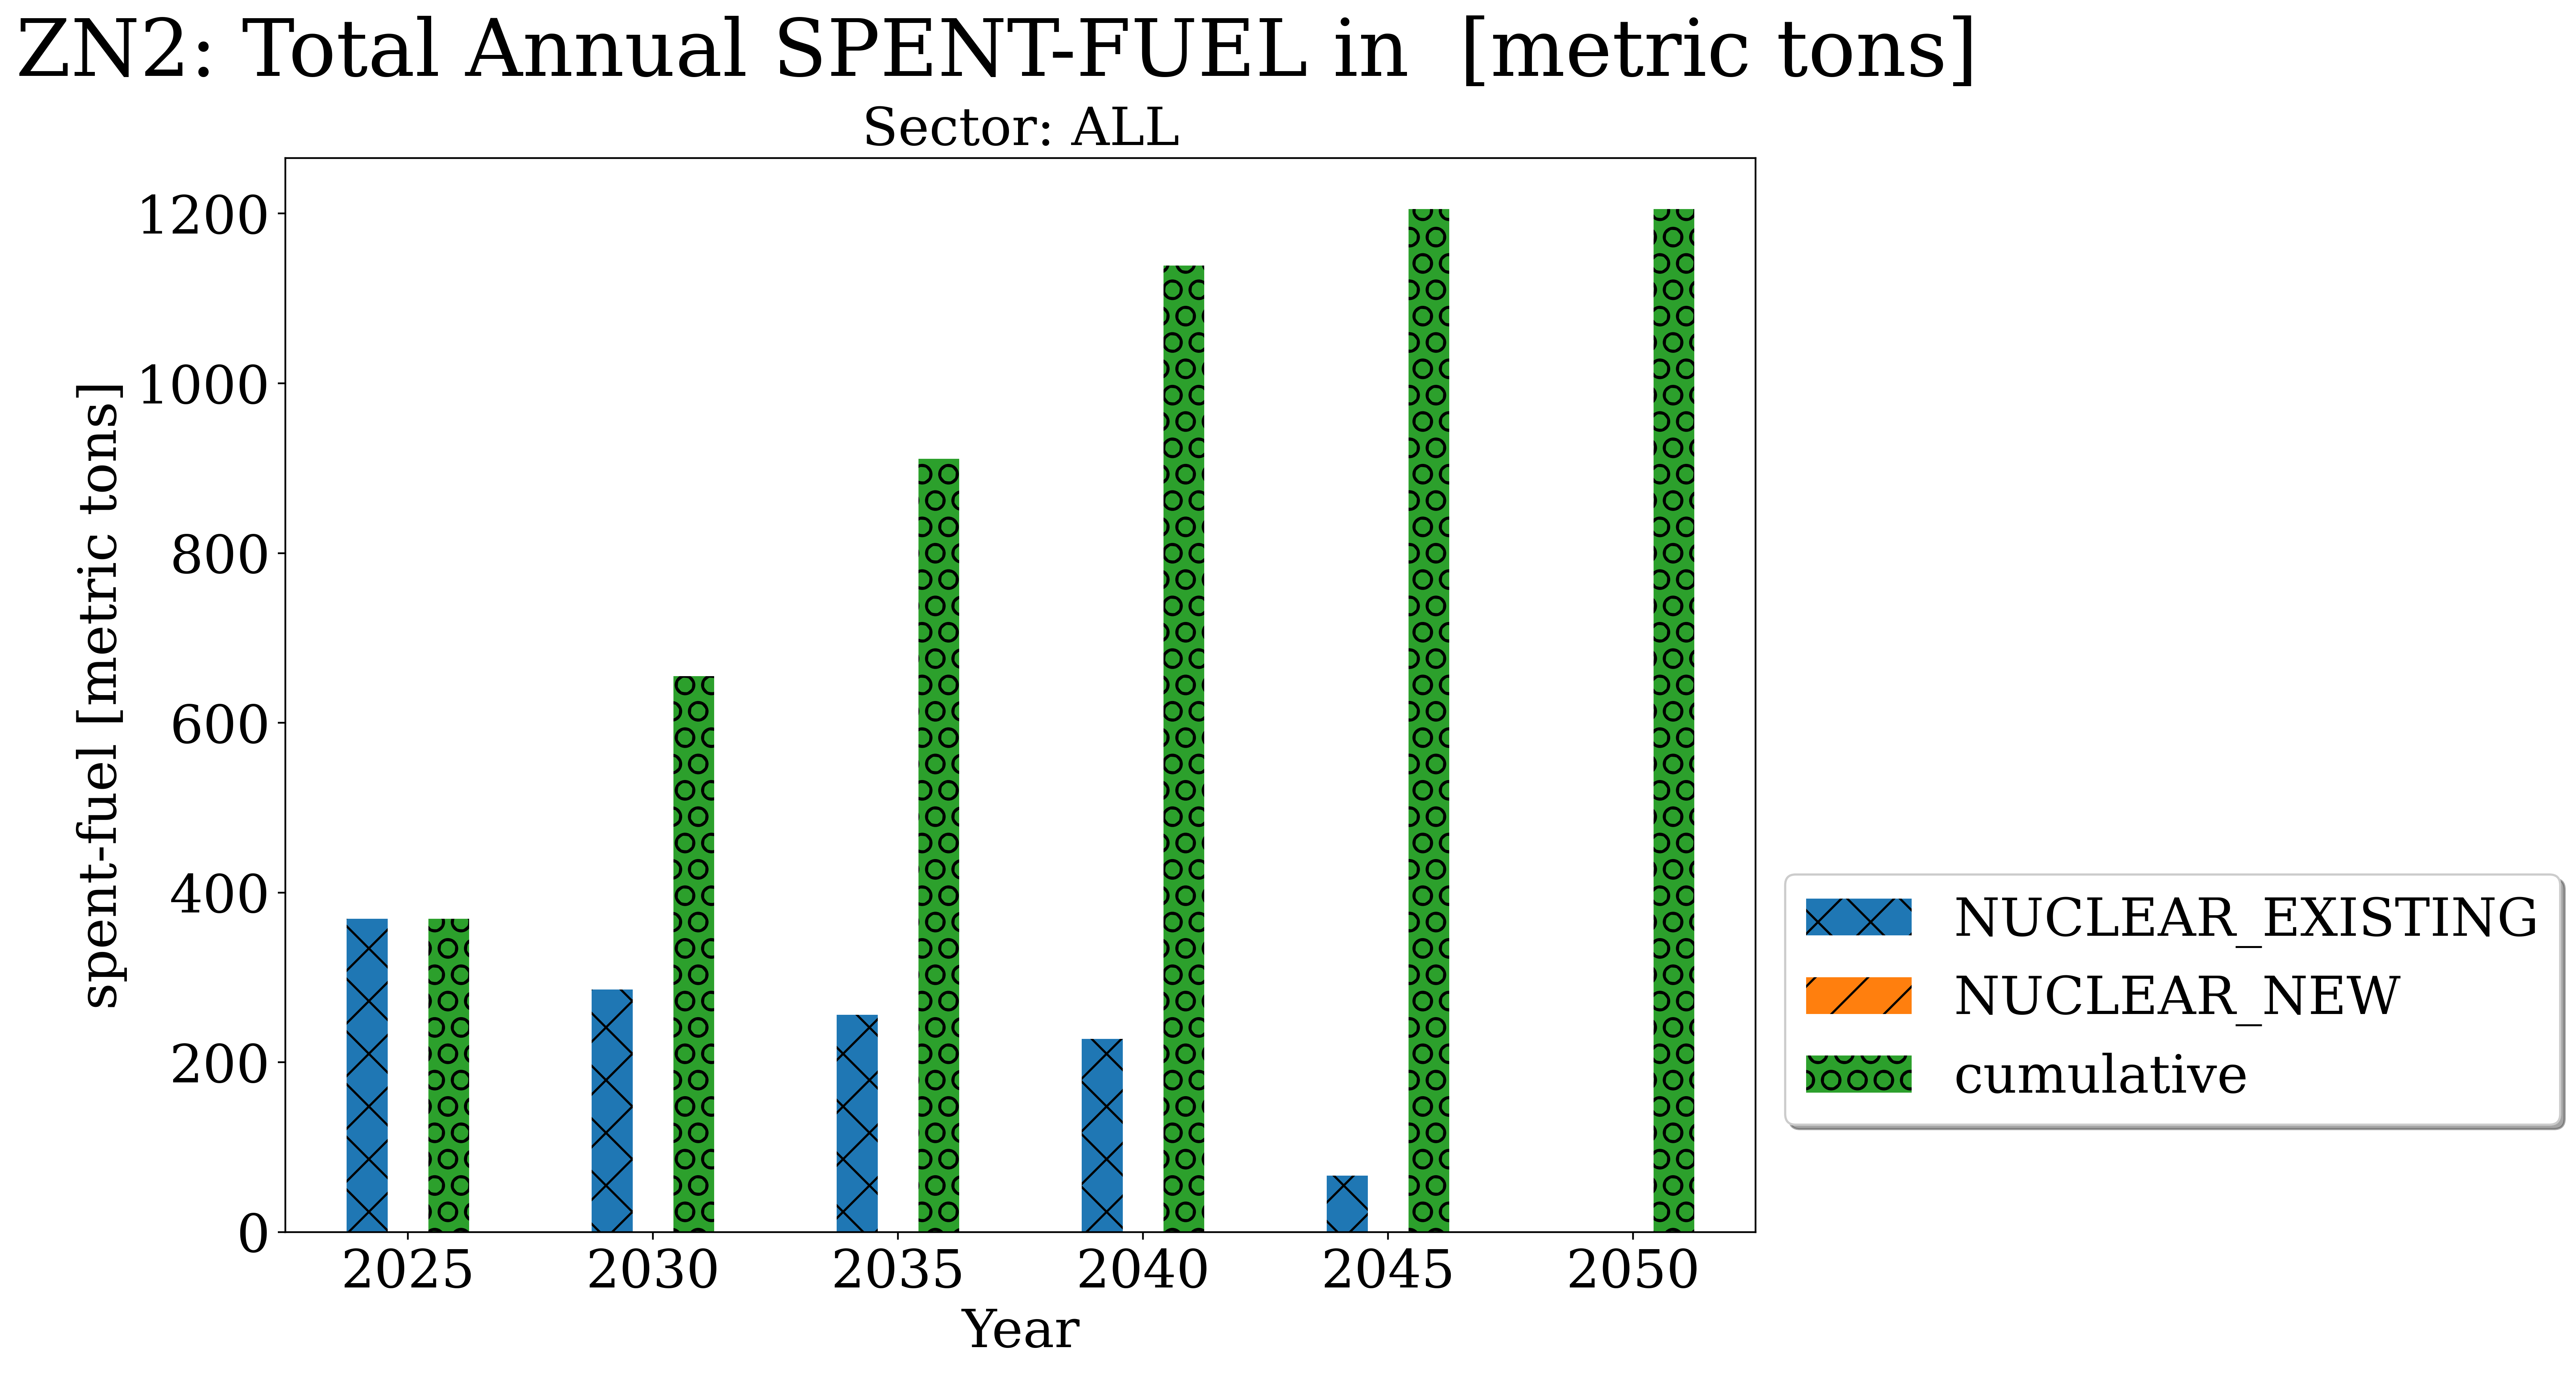 ZN2: Total Annual SPENT-FUEL in  [metric tons]
Sector: ALL
spent-fuel [metric tons]
1200
1000
800
600
400
200
0
2025 2030 2035 2040 2045 2050
Year
NUCLEAR_EXISTING
NUCLEAR_NEW
cumulative